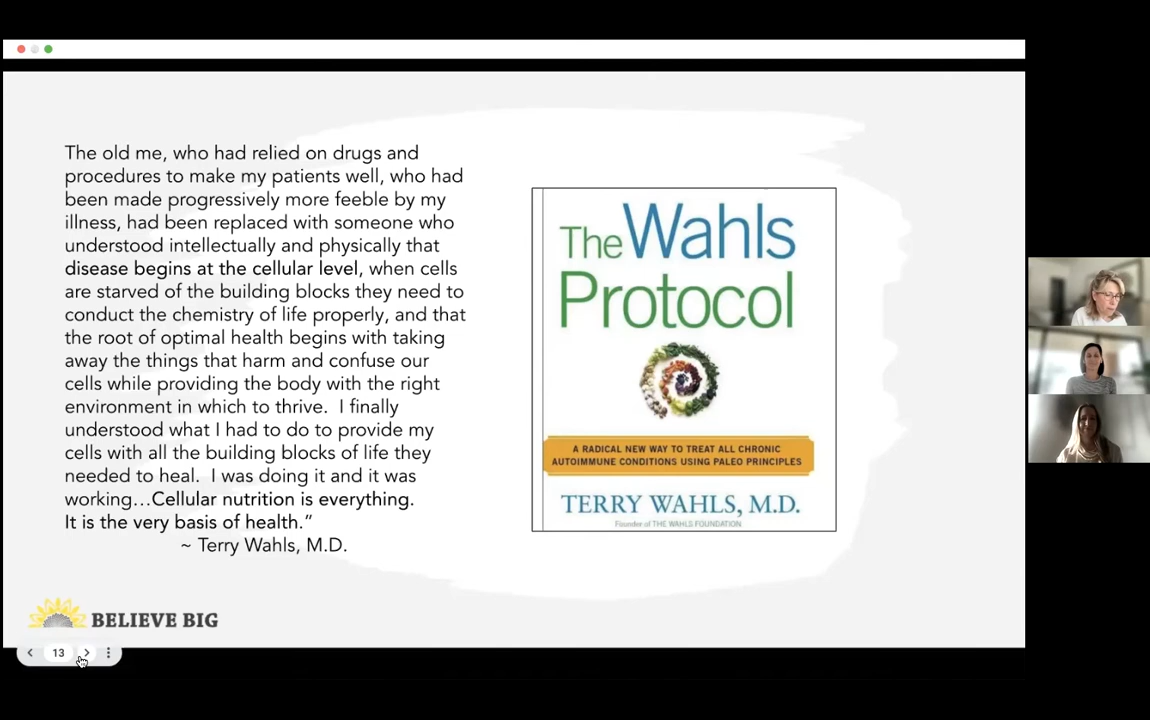 The old me, who had relied on drugs and
procedures to make my patients well, who had
been made progressively more feeble by my
illness, had been replaced with someone who
understood intellectually and physically that
disease begins at the cellular level, when cells
are starved of the building blocks they need to
conduct the chemistry of life properly, and that
the root of optimal health begins with taking
away the things that harm and confuse our
cells while providing the body with the right
environment in which to thrive.  I finally
understood what I had to do to provide my
cells with all the building blocks of life they
needed to heal.  I was doing it and it was
working…Cellular nutrition is everything.
It is the very basis of health.”
~ Terry Wahls, M.D.
The Wahls
Protocol
A RADICAL NEW WAY TO TREAT ALL CHRONIC
AUTOIMMUNE CONDITIONS USING PALEO PRINCIPLES
TERRY WAHLS, M.D.
Founder of THE WAHLS FOUNDATION
BELIEVE BIG
13